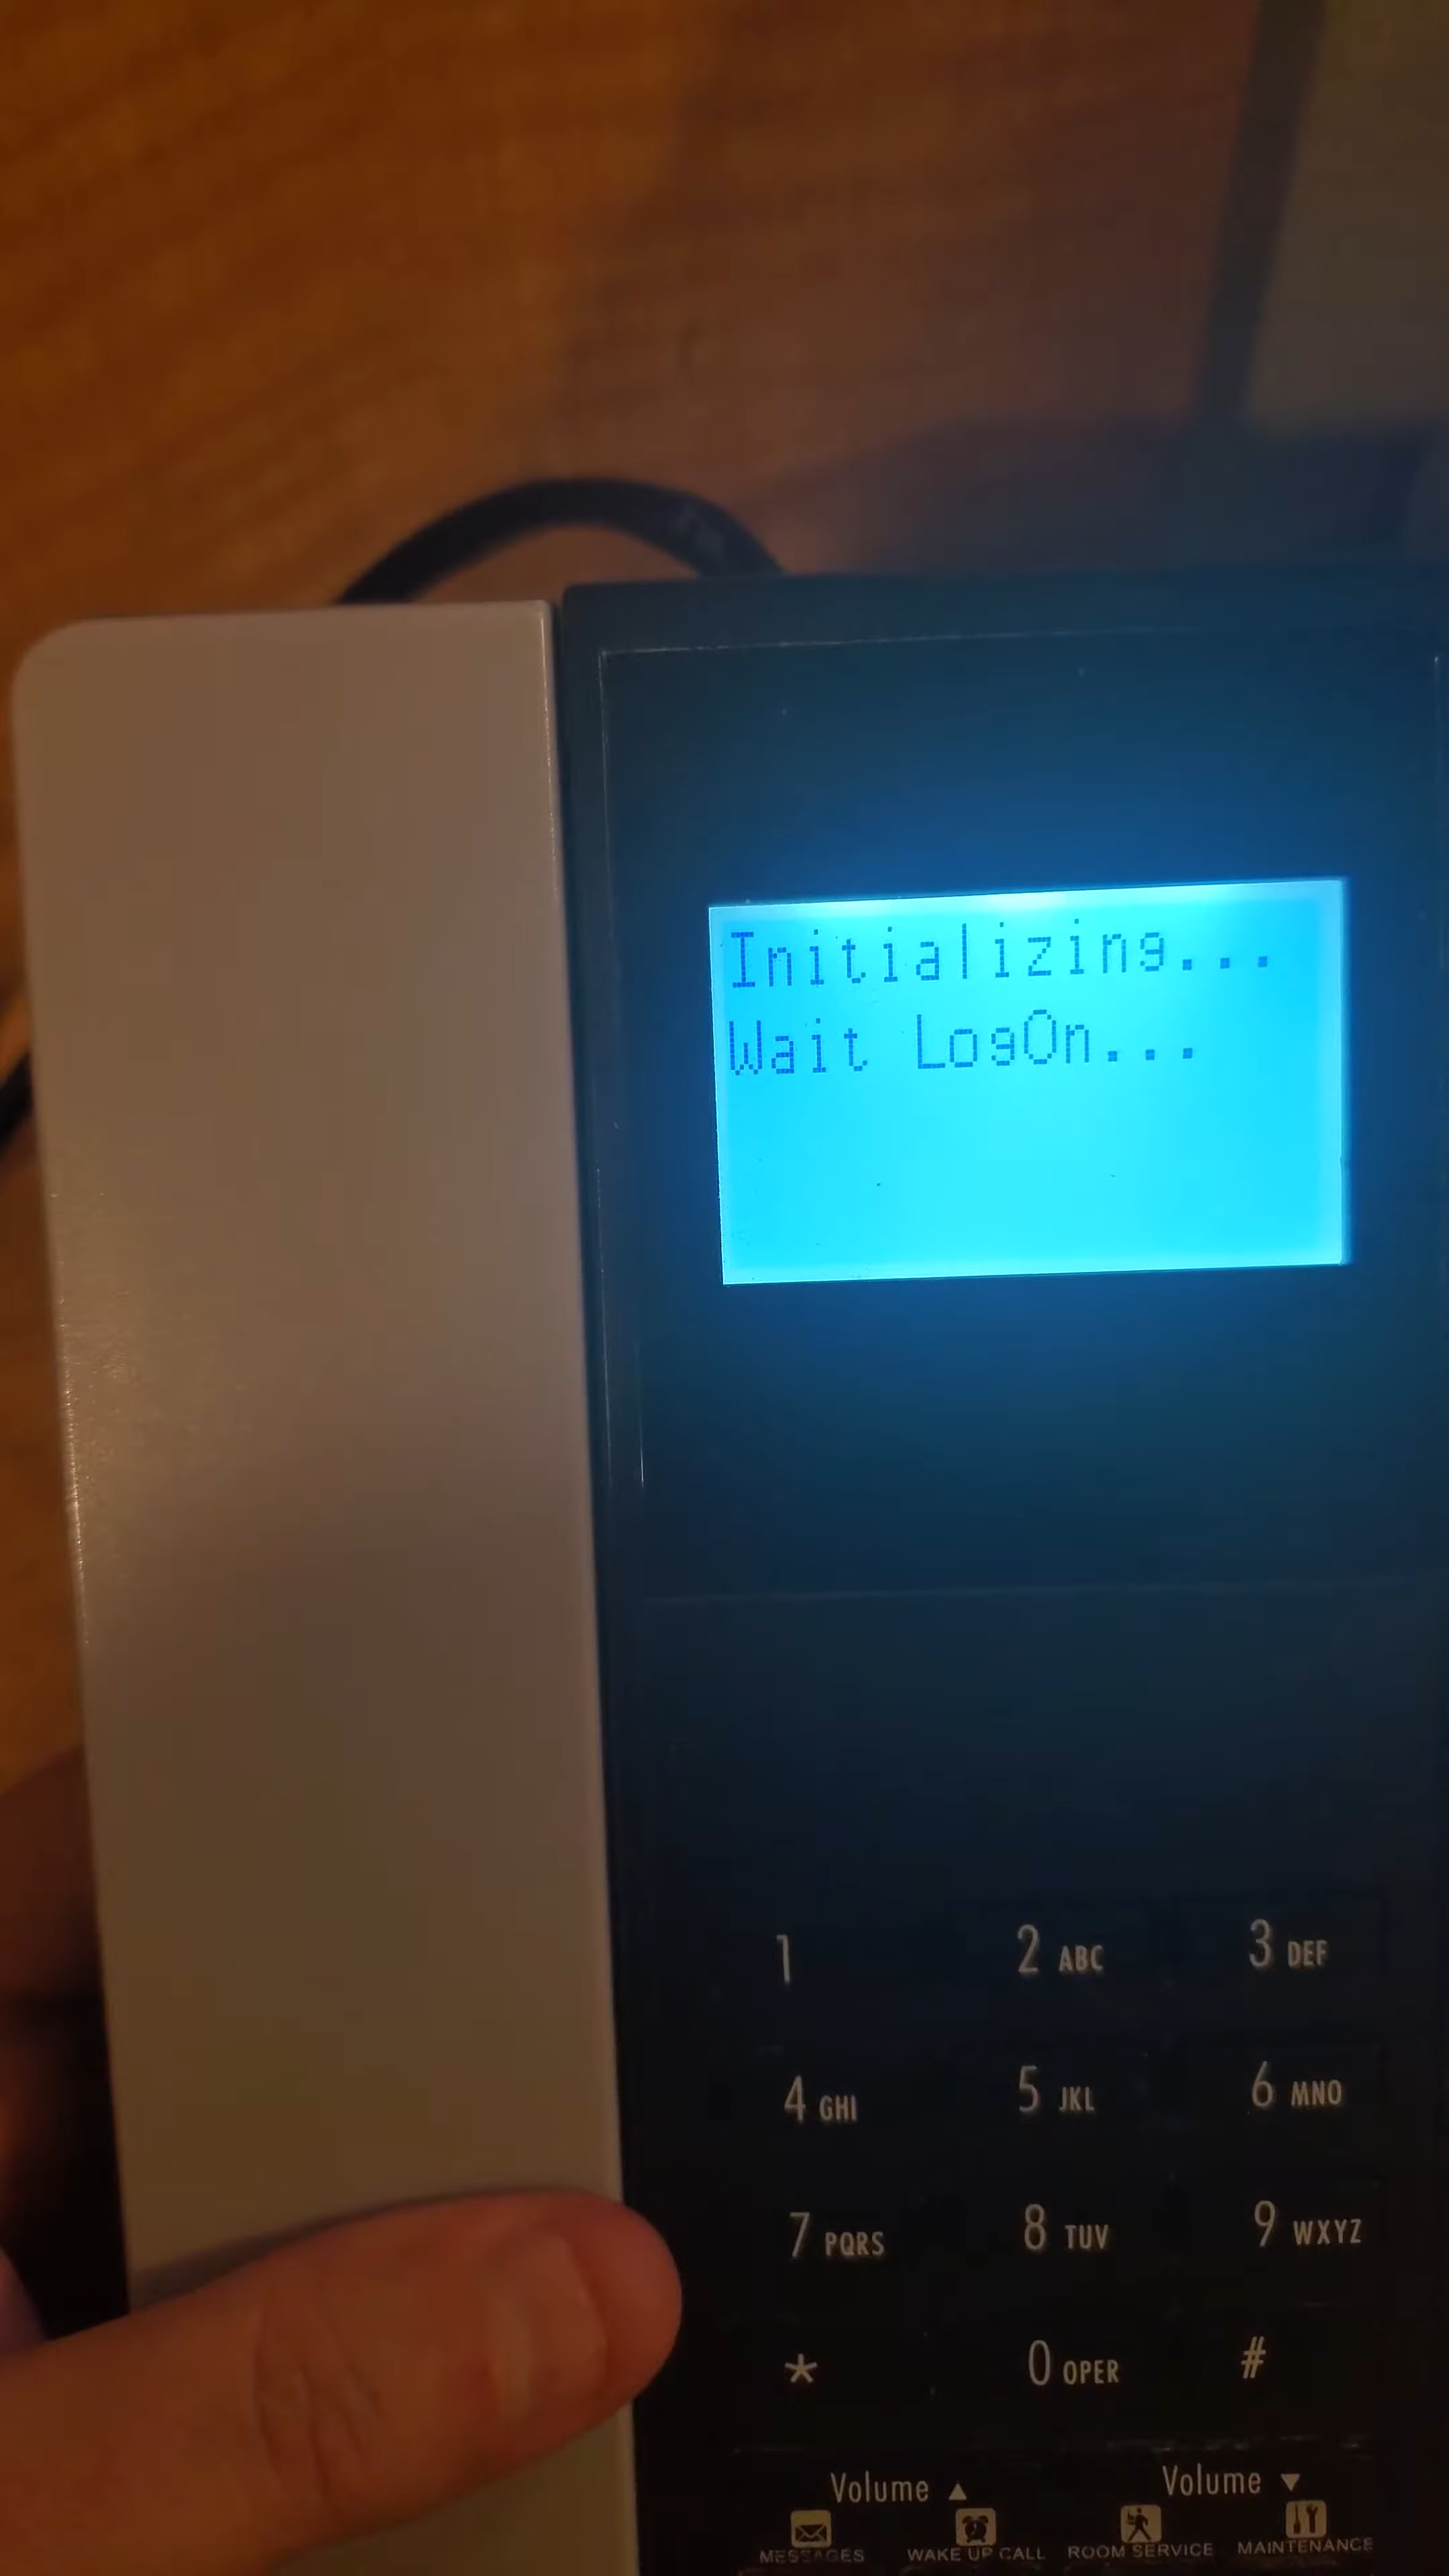 Initializing...
Wait LogOn...
1 2 ABC 3 DEF
4 GHI 5 JKL 6 MNO
7 PQRS 8 TUV 9 WXYZ
* 0 OPER #
Volume ▲ Volume ▼
MESSAGES WAKE UP CALL ROOM SERVICE MAINTENANCE